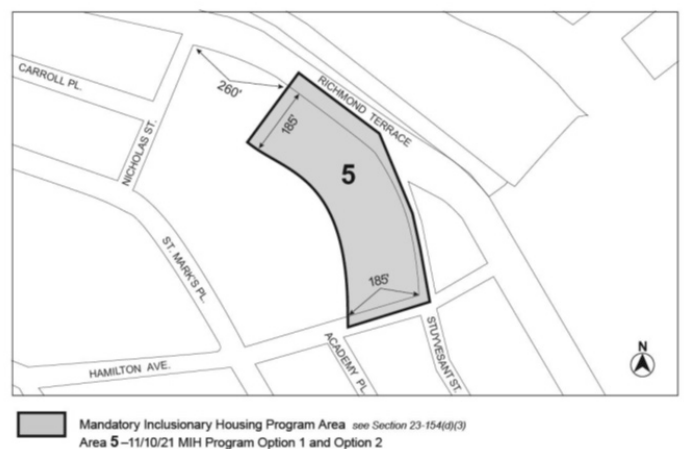 CARROLL PL.
260'
RICHMOND TERRACE
185'
NICHOLAS ST.
5
ST. MARK'S PL.
185'
HAMILTON AVE.
ACADEMY PL.
STUYVESANT ST.
N
Mandatory Inclusionary Housing Program Area see Section 23-154(d)(3)
Area 5 –11/10/21 MIH Program Option 1 and Option 2